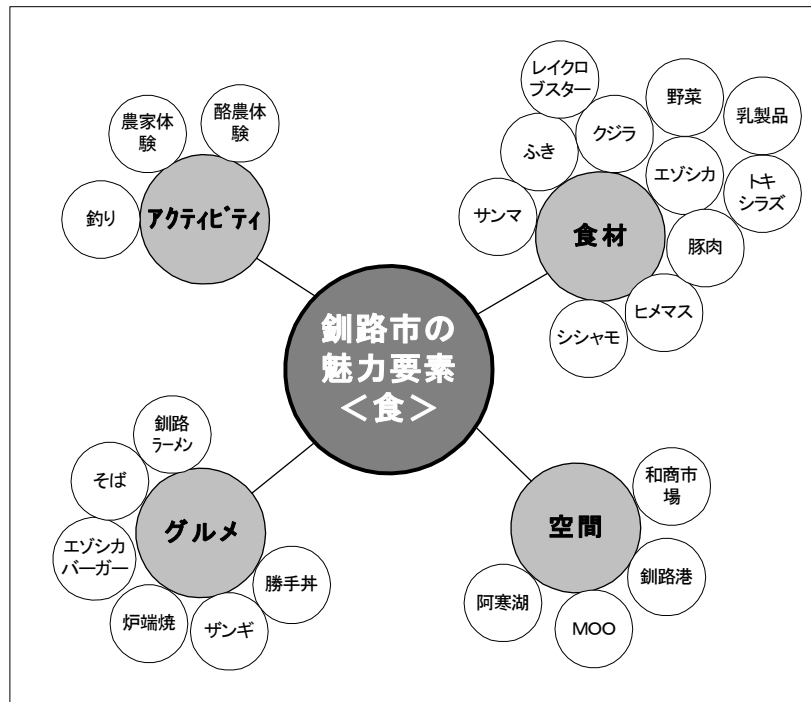 釧路市の
魅力要素
＜食＞
アクティビティ
釣り
農家体
験
酪農体
験
食材
サンマ
ふき
レイクロ
ブスター
クジラ
野菜
乳製品
エゾシカ
トキ
シラズ
豚肉
ヒメマス
シシャモ
グルメ
釧路
ラーメン
そば
エゾシカ
バーガー
炉端焼
ザンギ
勝手丼
空間
和商市
場
釧路港
MOO
阿寒湖